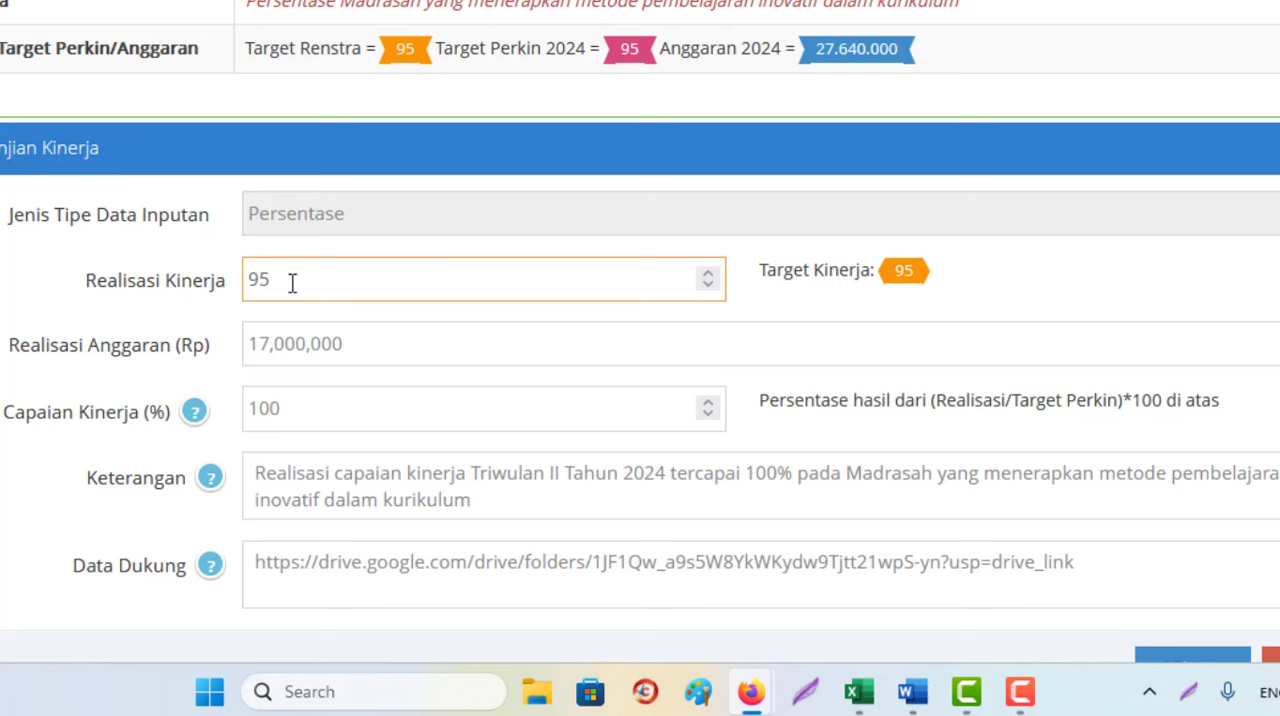 Persentase Madrasah yang menerapkan metode pembelajaran inovatif dalam kurikulum
Target Perkin/Anggaran Target Renstra = 95 Target Perkin 2024 = 95 Anggaran 2024 = 27.640.000
njian Kinerja
Jenis Tipe Data Inputan Persentase
Realisasi Kinerja 95 Target Kinerja: 95
Realisasi Anggaran (Rp) 17,000,000
Capaian Kinerja (%) ? 100 Persentase hasil dari (Realisasi/Target Perkin)*100 di atas
Keterangan ? Realisasi capaian kinerja Triwulan II Tahun 2024 tercapai 100% pada Madrasah yang menerapkan metode pembelajara
inovatif dalam kurikulum
Data Dukung ? https://drive.google.com/drive/folders/1JF1Qw_a9s5W8YkWKydw9Tjtt21wpS-yn?usp=drive_link
Search ENG